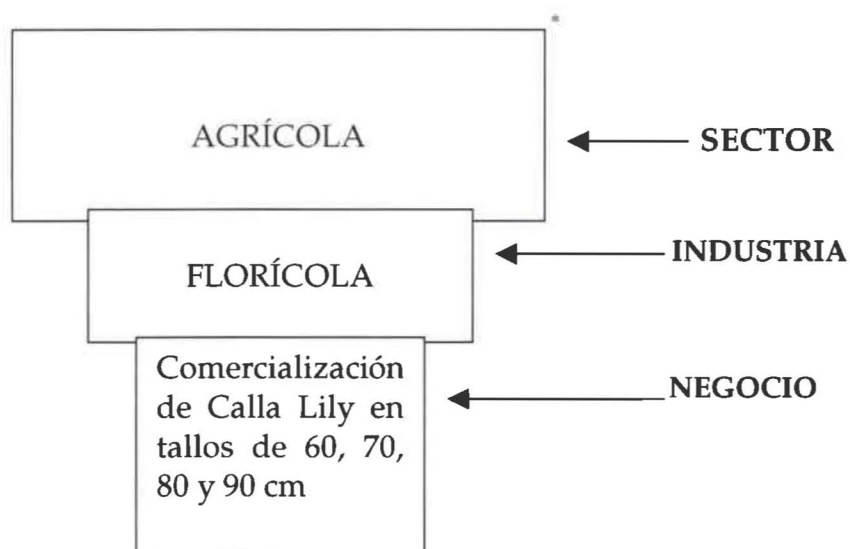 AGRÍCOLA
SECTOR
FLORÍCOLA
INDUSTRIA
Comercialización
de Calla Lily en
tallos de 60, 70,
80 y 90 cm
NEGOCIO